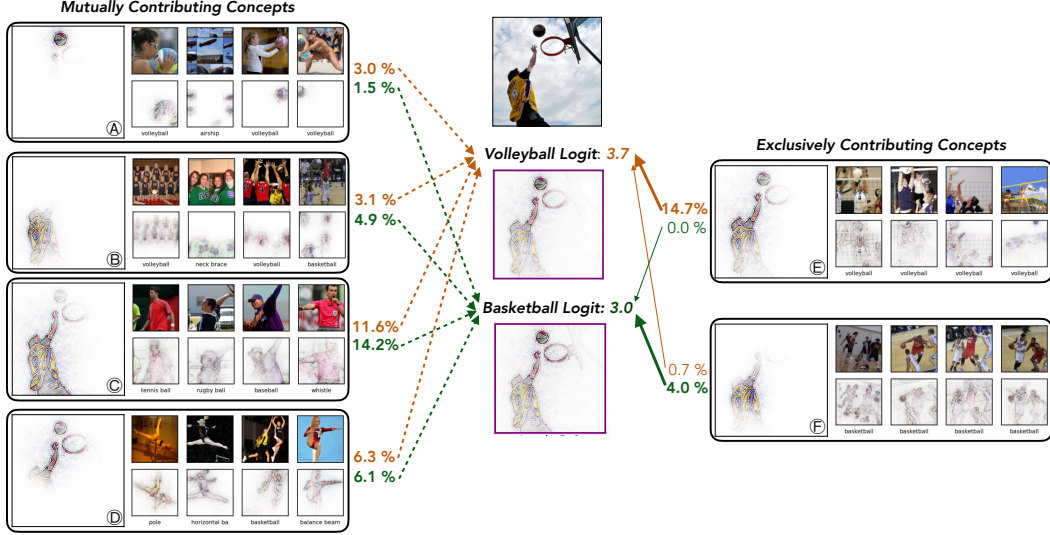 Mutually Contributing Concepts
A
volleyball airship volleyball volleyball
3.0 %
1.5 %
B
volleyball neck brace volleyball basketball
3.1 %
4.9 %
C
tennis ball rugby ball baseball whistle
11.6%
14.2%
D
pole horizontal ba basketball balance beam
6.3 %
6.1 %
Volleyball Logit: 3.7
Basketball Logit: 3.0
Exclusively Contributing Concepts
14.7%
0.0 %
E
volleyball volleyball volleyball volleyball
0.7 %
4.0 %
F
basketball basketball basketball basketball